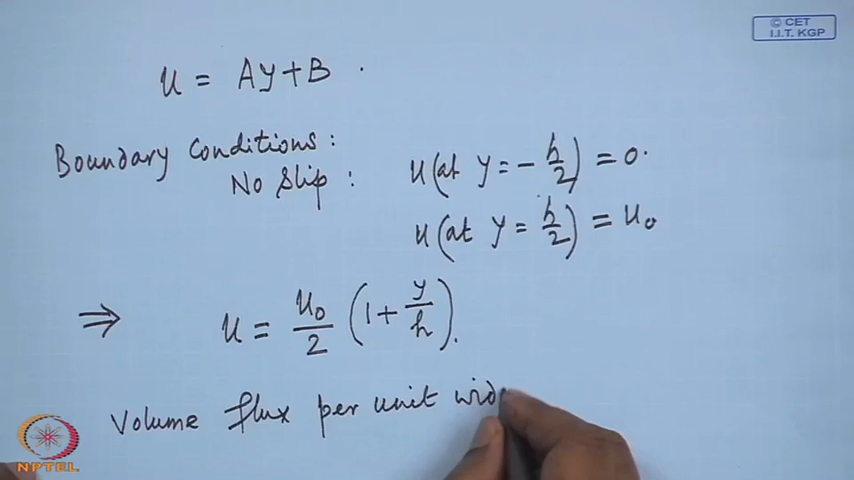 © CET
I.I.T. KGP
u = Ay + B .
Boundary Conditions :
No Slip : u(at y = - h/2) = 0.
u(at y = h/2) = u₀
⇒ u = u₀/2 (1 + y/h).
Volume flux per unit wid
NPTEL